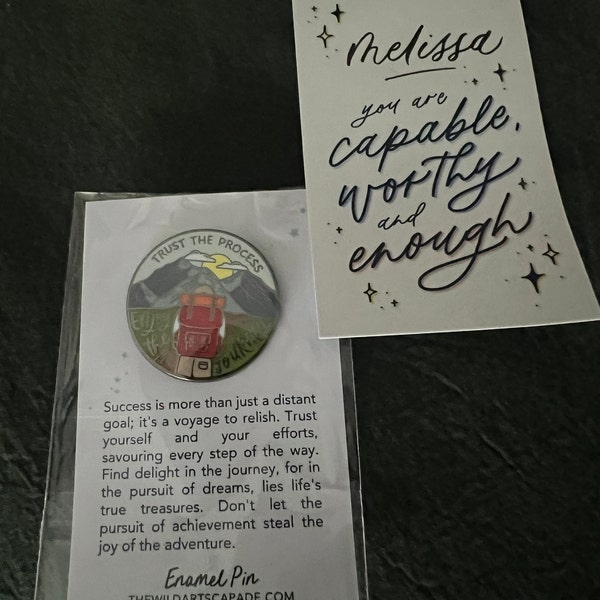 melissa
you are
capable,
worthy
and
enough
TRUST THE PROCESS
Enjoy
the
Journey
Success is more than just a distant
goal; it's a voyage to relish. Trust
yourself and your efforts,
savouring every step of the way.
Find delight in the journey, for in
the pursuit of dreams, lies life's
true treasures. Don't let the
pursuit of achievement steal the
joy of the adventure.
Enamel Pin
THEWILDARTSCAPADE.COM